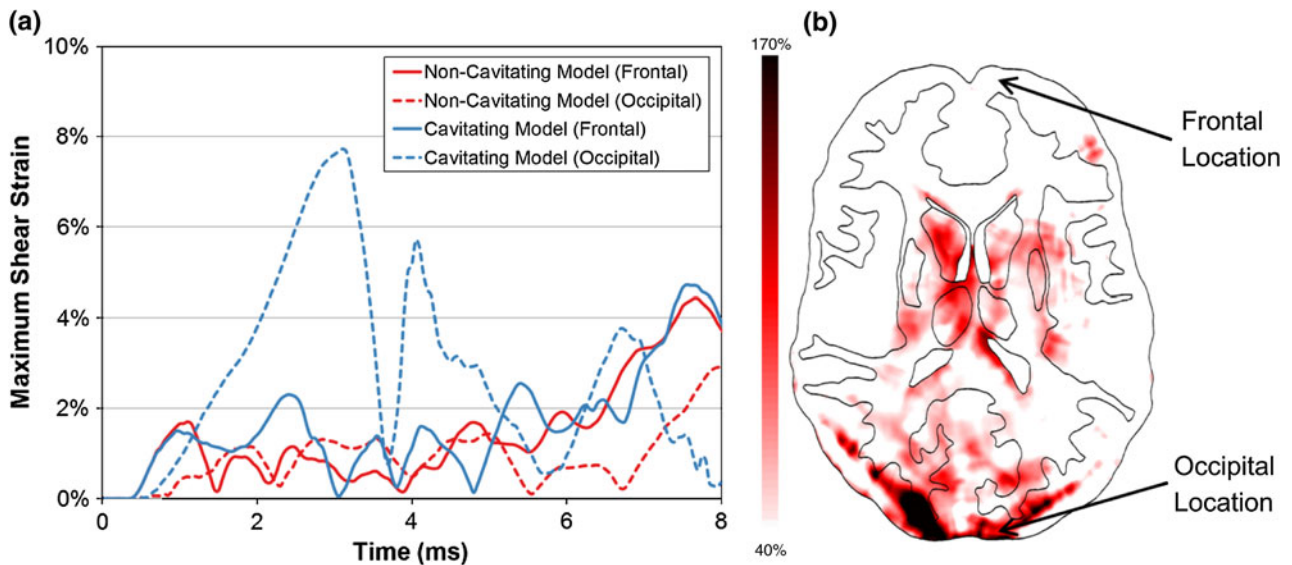 (a)
Maximum Shear Strain
10%
8%
6%
4%
2%
0%
Non-Cavitating Model (Frontal)
Non-Cavitating Model (Occipital)
Cavitating Model (Frontal)
Cavitating Model (Occipital)
0
2
4
6
8
Time (ms)
170%
40%
(b)
Frontal
Location
Occipital
Location